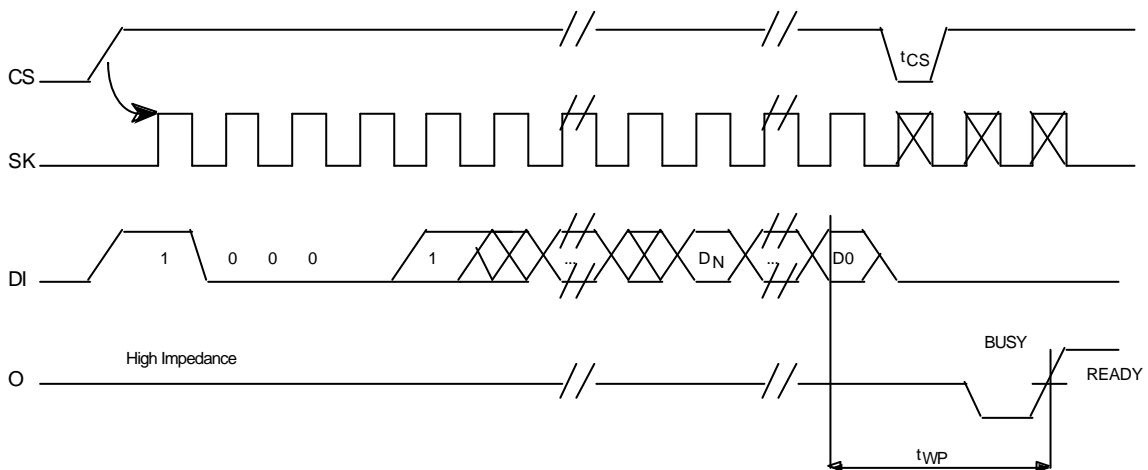 CS
tCS
SK
DI
1 0 0 0 1 ... DN ... D0
High Impedance
O
BUSY
READY
tWP